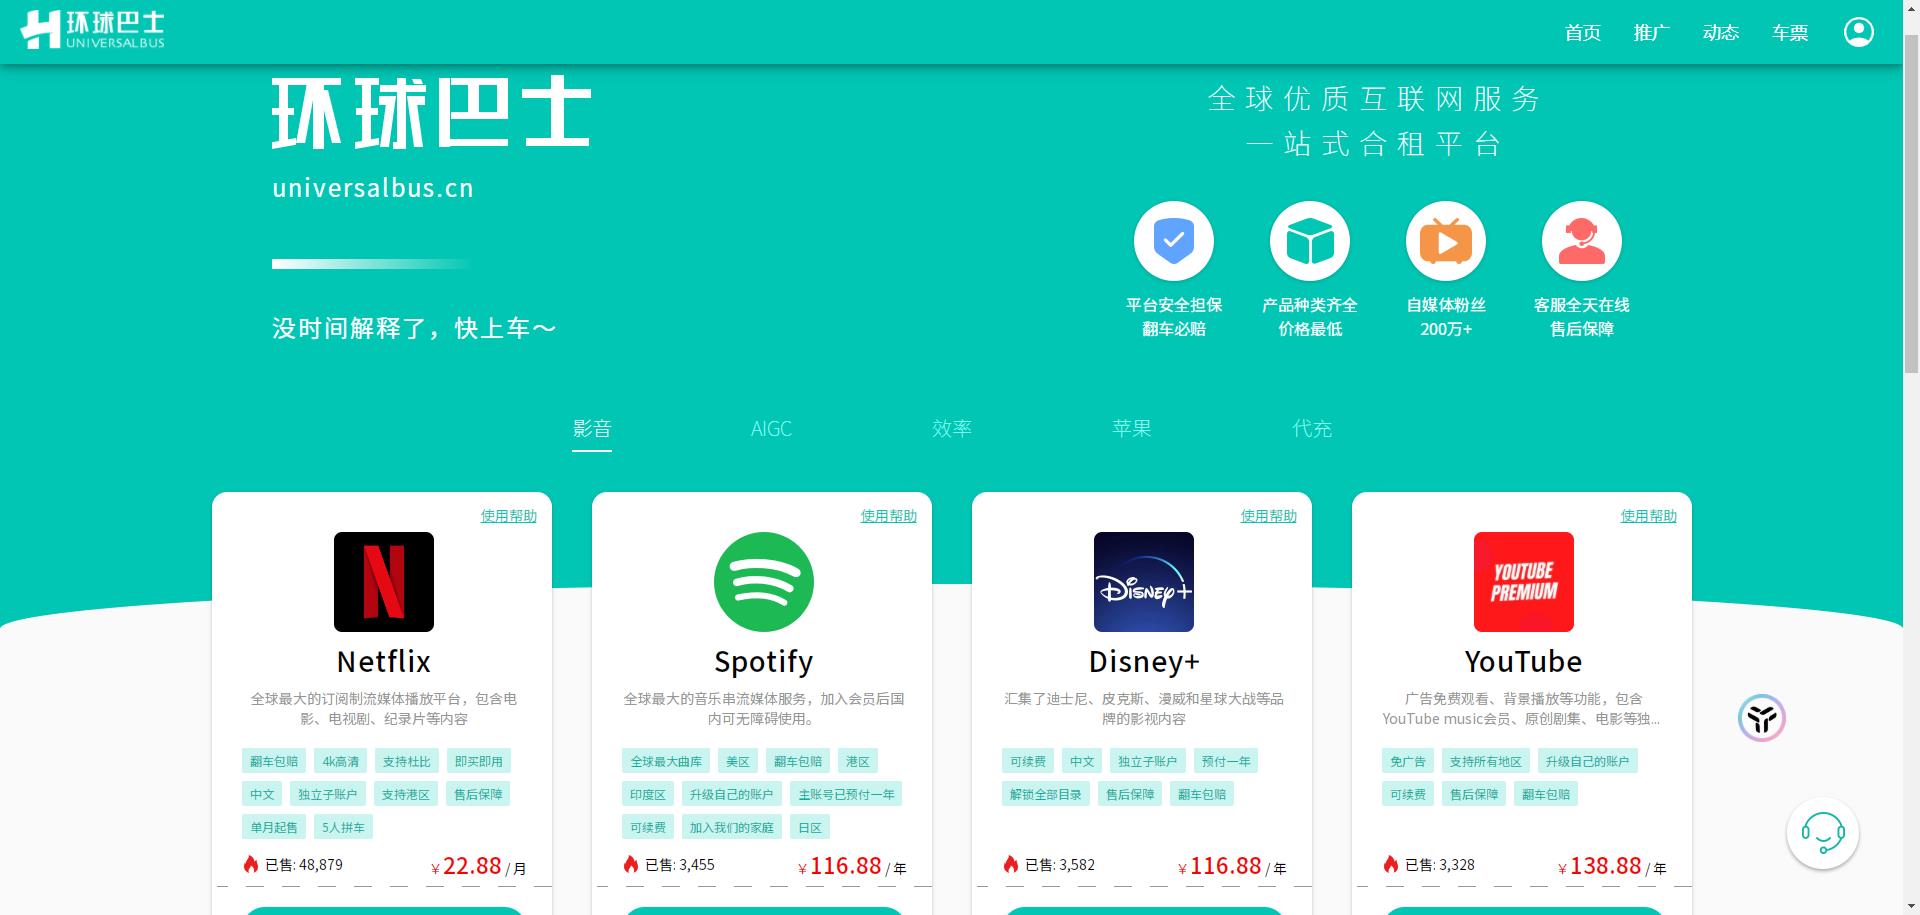 环球巴士
UNIVERSALBUS
首页 推广 动态 车票
环球巴士
universalbus.cn
没时间解释了，快上车～
全球优质互联网服务
一站式合租平台
平台安全担保
翻车必赔
产品种类齐全
价格最低
自媒体粉丝
200万+
客服全天在线
售后保障
影音 AIGC 效率 苹果 代充
使用帮助
Netflix
全球最大的订阅制流媒体播放平台，包含电
影、电视剧、纪录片等内容
翻车包赔 4k高清 支持杜比 即买即用
中文 独立子账户 支持港区 售后保障
单月起售 5人拼车
已售: 48,879 ￥22.88 / 月
使用帮助
Spotify
全球最大的音乐串流媒体服务，加入会员后国
内可无障碍使用。
全球最大曲库 美区 翻车包赔 港区
印度区 升级自己的账户 主账号已预付一年
可续费 加入我们的家庭 日区
已售: 3,455 ￥116.88 / 年
使用帮助
Disney+
Disney+
汇集了迪士尼、皮克斯、漫威和星球大战等品
牌的影视内容
可续费 中文 独立子账户 预付一年
解锁全部目录 售后保障 翻车包赔
已售: 3,582 ￥116.88 / 年
使用帮助
YOUTUBE
PREMIUM
YouTube
广告免费观看、背景播放等功能，包含
YouTube music会员、原创剧集、电影等独...
免广告 支持所有地区 升级自己的账户
可续费 售后保障 翻车包赔
已售: 3,328 ￥138.88 / 年